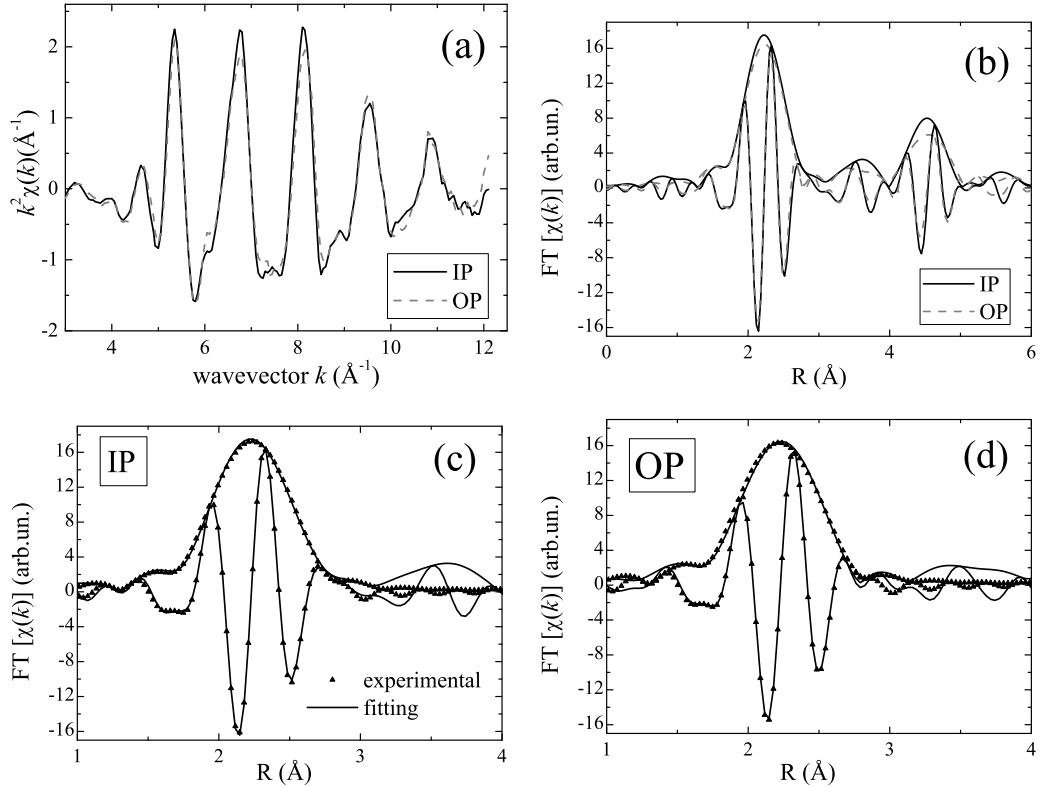 (a)
k²χ(k)(Å⁻¹)
2
1
0
-1
-2
IP
OP
4 6 8 10 12
wavevector k (Å⁻¹)
(b)
FT [χ(k)] (arb.un.)
16
12
8
4
0
-4
-8
-12
-16
IP
OP
0 1 2 3 4 5 6
R (Å)
IP
(c)
FT [χ(k)] (arb.un.)
16
12
8
4
0
-4
-8
-12
-16
experimental
fitting
1 2 3 4
R (Å)
OP
(d)
FT [χ(k)] (arb.un.)
16
12
8
4
0
-4
-8
-12
-16
1 2 3 4
R (Å)